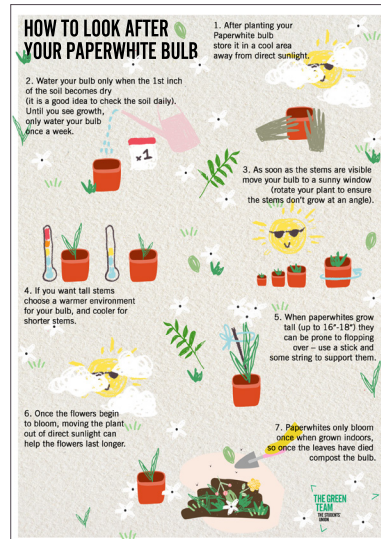 HOW TO LOOK AFTER
YOUR PAPERWHITE BULB
1. After planting your
Paperwhite bulb
store it in a cool area
away from direct sunlight.
2. Water your bulb only when the 1st inch
of the soil becomes dry
(it is a good idea to check the soil daily).
Until you see growth,
only water your bulb
once a week.
x1
3. As soon as the stems are visible
move your bulb to a sunny window
(rotate your plant to ensure
the stems don't grow at an angle).
4. If you want tall stems
choose a warmer environment
for your bulb, and cooler for
shorter stems.
5. When paperwhites grow
tall (up to 16"-18") they
can be prone to flopping
over – use a stick and
some string to support them.
6. Once the flowers begin
to bloom, moving the plant
out of direct sunlight can
help the flowers last longer.
7. Paperwhites only bloom
once when grown indoors,
so once the leaves have died
compost the bulb.
THE GREEN
TEAM
THE STUDENTS'
UNION